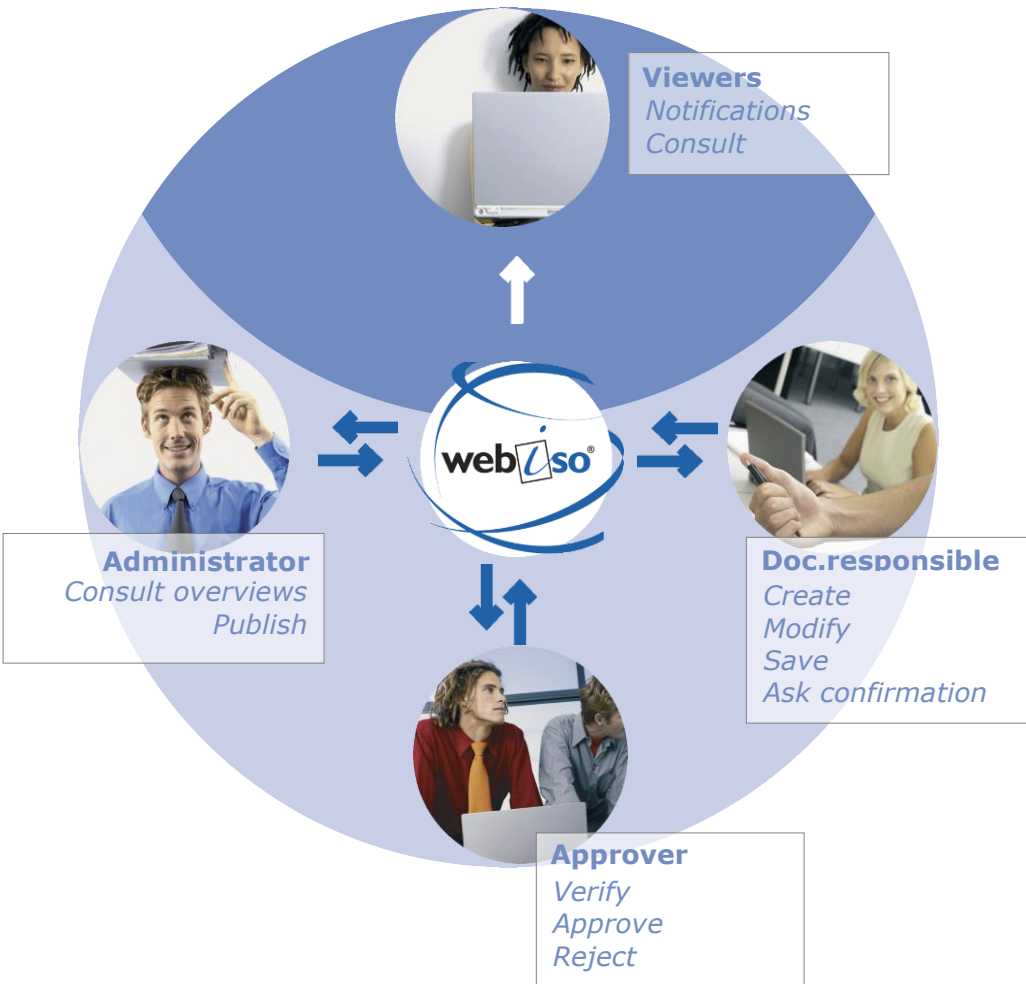 Viewers
Notifications
Consult
webiso®
Administrator
Consult overviews
Publish
Doc.responsible
Create
Modify
Save
Ask confirmation
Approver
Verify
Approve
Reject